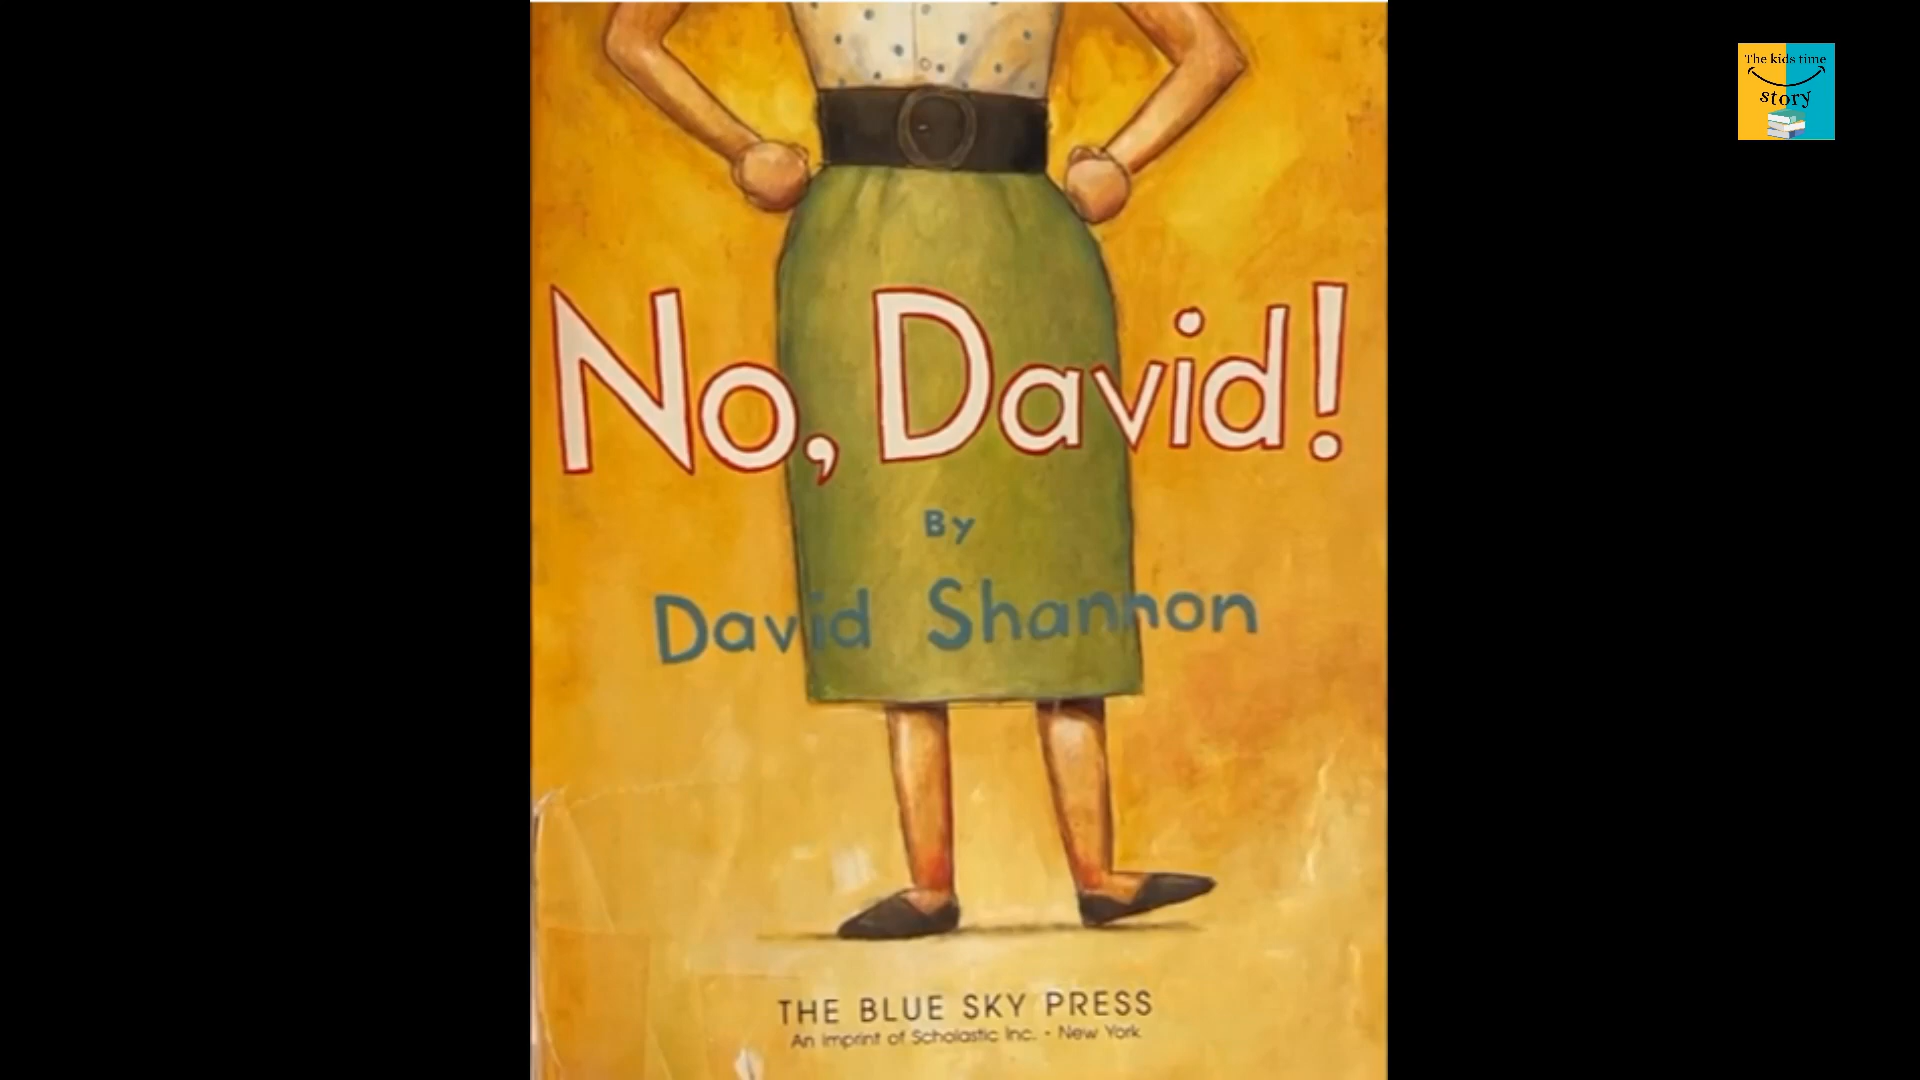 No, David!
By
David Shannon
THE BLUE SKY PRESS
An Imprint of Scholastic Inc. - New York
The kids time
story